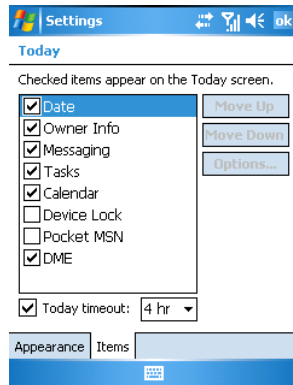 Settings
ok
Today
Checked items appear on the Today screen.
Date
Move Up
Owner Info
Move Down
Messaging
Options...
Tasks
Calendar
Device Lock
Pocket MSN
DME
Today timeout: 4 hr
Appearance Items